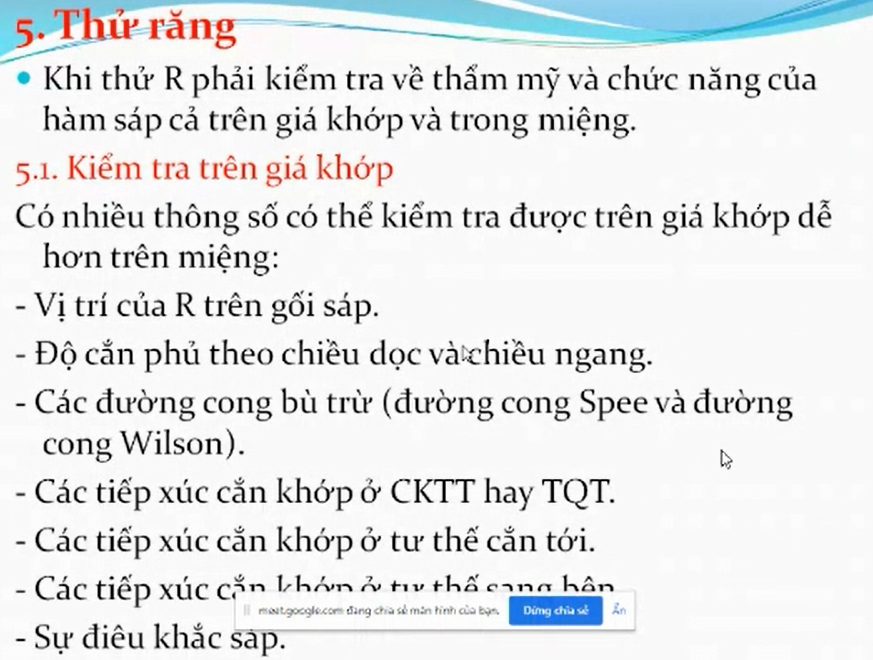 5. Thử răng
• Khi thử R phải kiểm tra về thẩm mỹ và chức năng của
hàm sáp cả trên giá khớp và trong miệng.
5.1. Kiểm tra trên giá khớp
Có nhiều thông số có thể kiểm tra được trên giá khớp dễ
hơn trên miệng:
- Vị trí của R trên gối sáp.
- Độ cắn phủ theo chiều dọc và chiều ngang.
- Các đường cong bù trừ (đường cong Spee và đường
cong Wilson).
- Các tiếp xúc cắn khớp ở CKTT hay TQT.
- Các tiếp xúc cắn khớp ở tư thế cắn tới.
- Các tiếp xúc cắn khớp ở tư thế sang bên
meet.google.com đang chia sẻ màn hình của bạn. Dừng chia sẻ Ẩn
- Sự điêu khắc sáp.